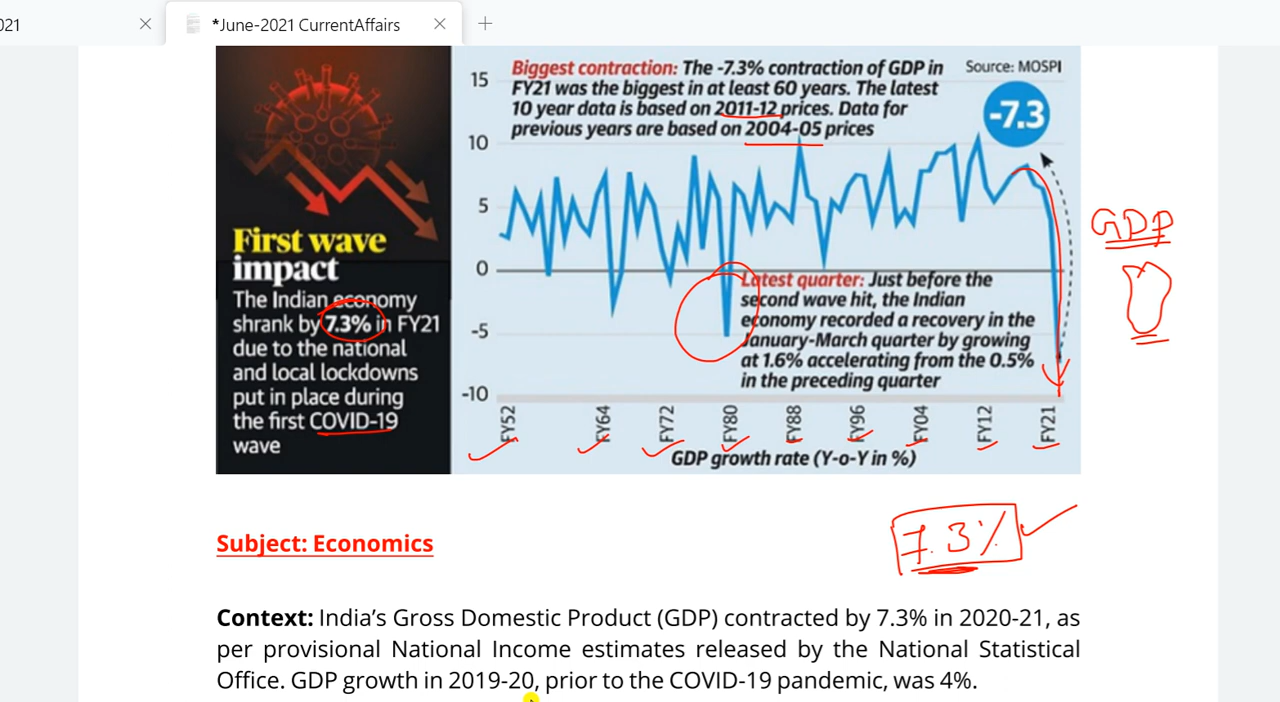 021
*June-2021 CurrentAffairs
First wave
impact
The Indian economy
shrank by 7.3% in FY21
due to the national
and local lockdowns
put in place during
the first COVID-19
wave
Biggest contraction: The -7.3% contraction of GDP in
FY21 was the biggest in at least 60 years. The latest
10 year data is based on 2011-12 prices. Data for
previous years are based on 2004-05 prices
Source: MOSPI
-7.3
15
10
5
0
-5
-10
Latest quarter: Just before the
second wave hit, the Indian
economy recorded a recovery in the
January-March quarter by growing
at 1.6% accelerating from the 0.5%
in the preceding quarter
FY52
FY64
FY72
FY80
FY88
FY96
FY04
FY12
FY21
GDP growth rate (Y-o-Y in %)
GDP
7.3%
Subject: Economics
Context: India’s Gross Domestic Product (GDP) contracted by 7.3% in 2020-21, as
per provisional National Income estimates released by the National Statistical
Office. GDP growth in 2019-20, prior to the COVID-19 pandemic, was 4%.